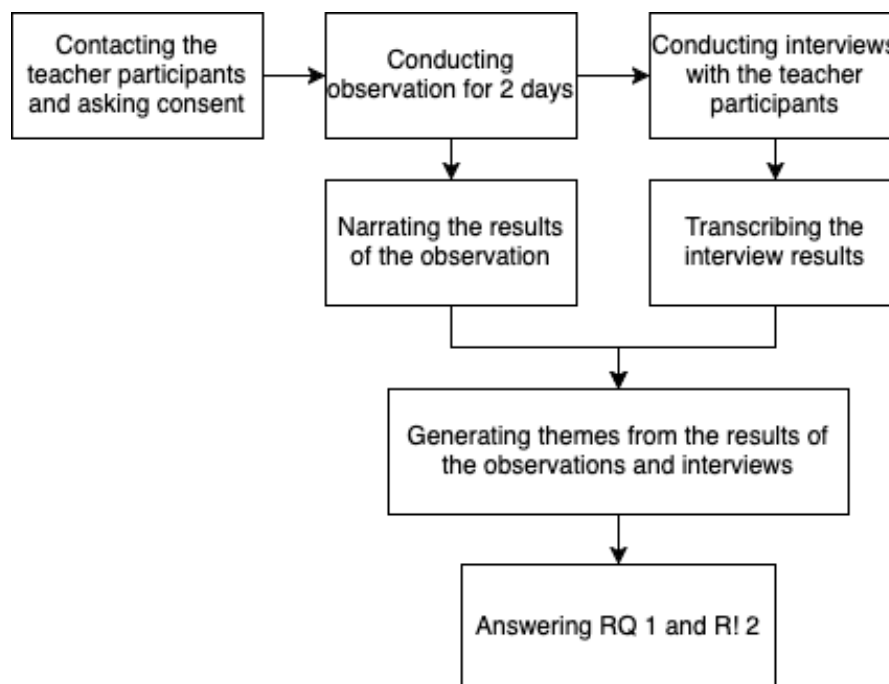 Contacting the
teacher participants
and asking consent
Conducting
observation for 2 days
Conducting interviews
with the teacher
participants
Narrating the results
of the observation
Transcribing the
interview results
Generating themes from the results of
the observations and interviews
Answering RQ 1 and R! 2